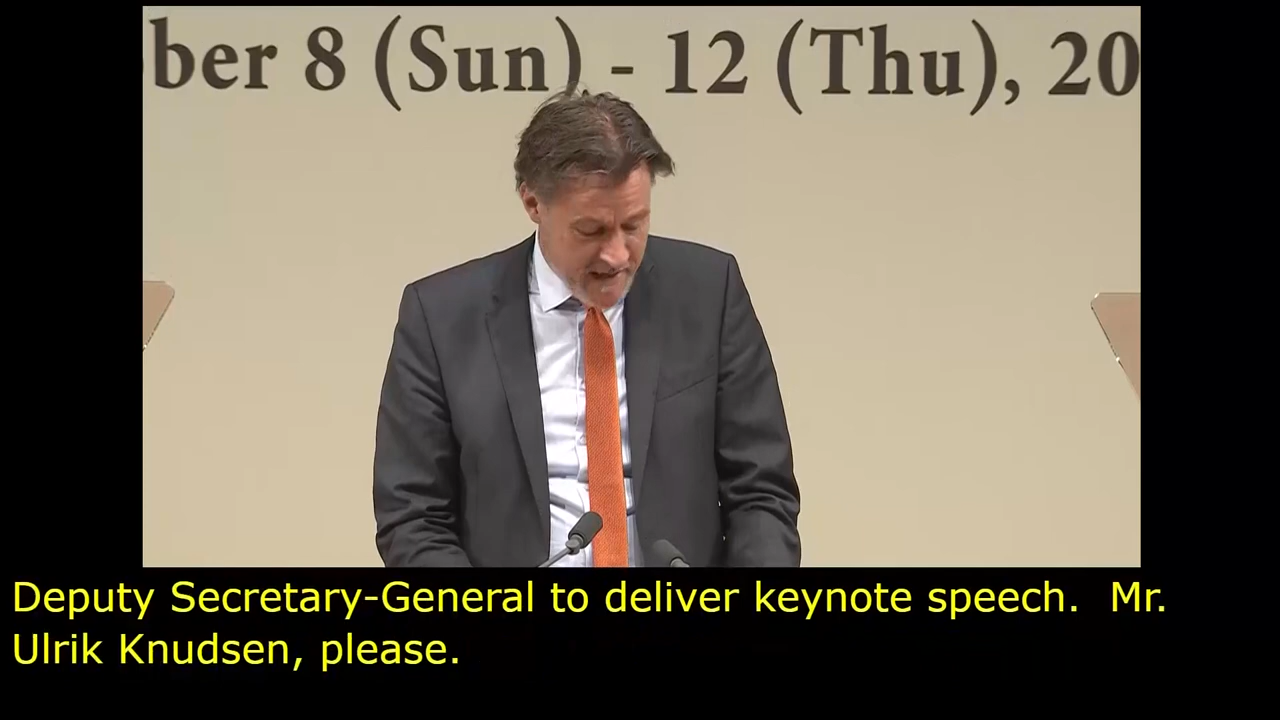 ber 8 (Sun) - 12 (Thu), 20
Deputy Secretary-General to deliver keynote speech.  Mr.
Ulrik Knudsen, please.